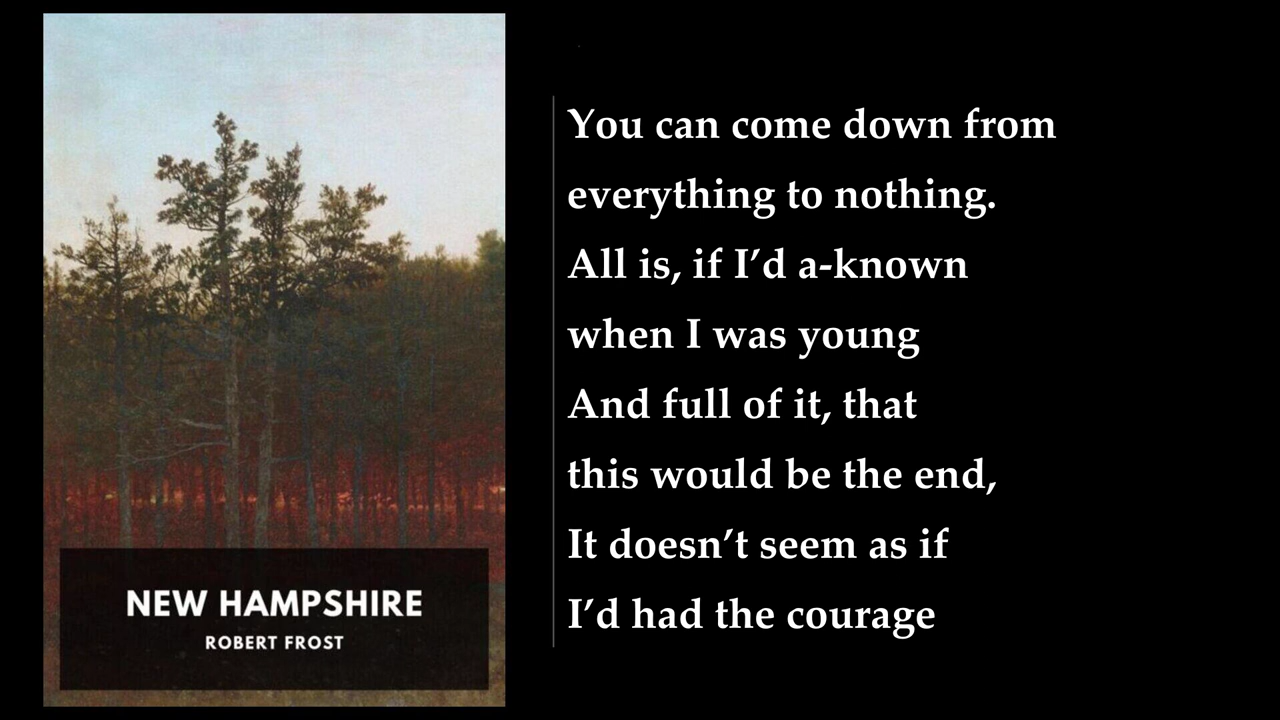 NEW HAMPSHIRE
ROBERT FROST
You can come down from
everything to nothing.
All is, if I’d a-known
when I was young
And full of it, that
this would be the end,
It doesn’t seem as if
I’d had the courage